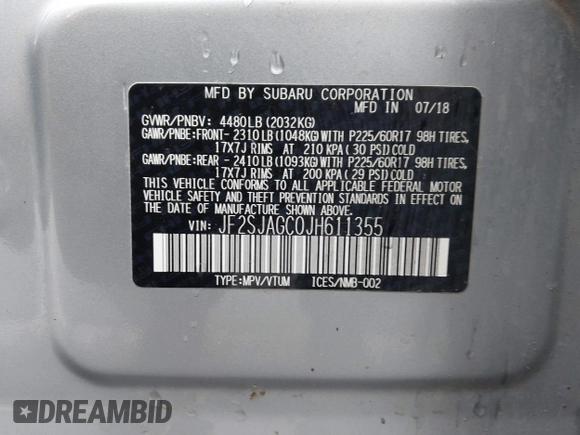 MFD BY SUBARU CORPORATION
MFD IN 07/18
GVWR/PNBV: 4480LB(2032KG)
GAWR/PNBE:FRONT- 2310LB(1048KG)WITH P225/60R17 98H TIRES,
17X7J RIMS AT 210 KPA(30 PSI)COLD
GAWR/PNBE:REAR - 2410LB(1093KG)WITH P225/60R17 98H TIRES,
17X7J RIMS AT 200 KPA(29 PSI)COLD
THIS VEHICLE CONFORMS TO ALL APPLICABLE FEDERAL MOTOR
VEHICLE SAFETY AND THEFT PREVENTION STANDARDS IN EFFECT
ON THE DATE OF MANUFACTURE SHOWN ABOVE.
VIN: JF2SJAGC0JH611355
TYPE:MPV/VTUM ICES/NMB-002
DREAMBID